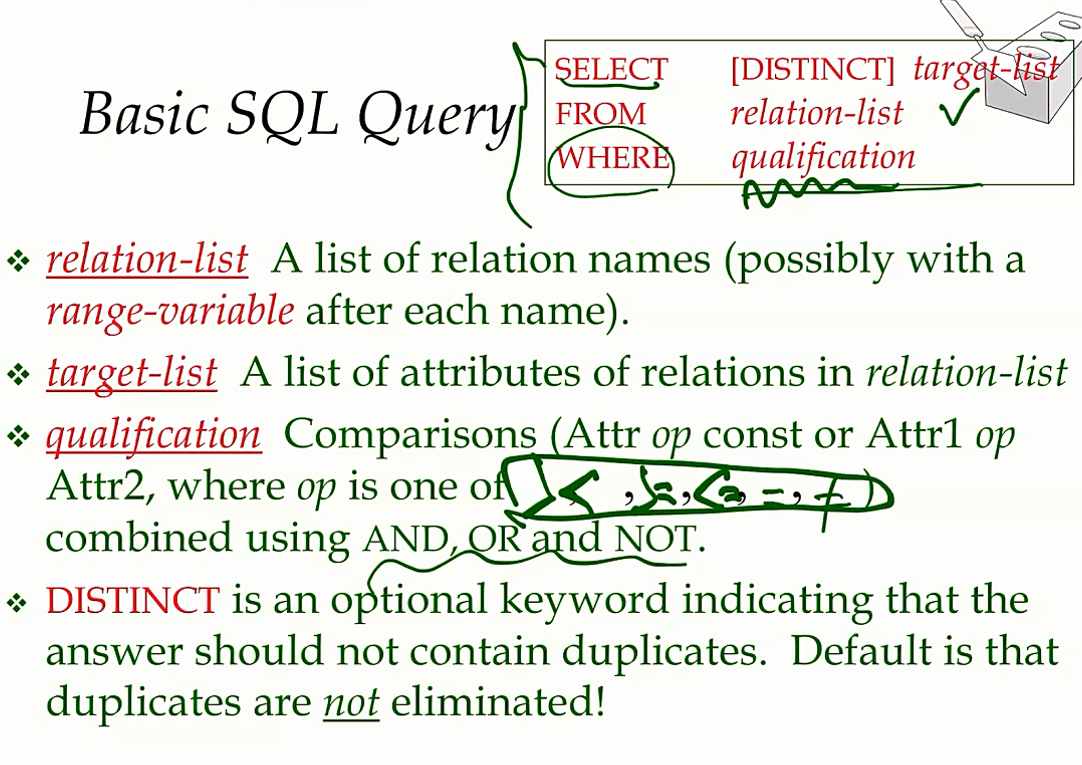 Basic SQL Query
SELECT [DISTINCT] target-list
FROM relation-list
WHERE qualification
❖ relation-list A list of relation names (possibly with a
range-variable after each name).
❖ target-list A list of attributes of relations in relation-list
❖ qualification Comparisons (Attr op const or Attr1 op
Attr2, where op is one of
combined using AND, OR and NOT.
❖ DISTINCT is an optional keyword indicating that the
answer should not contain duplicates. Default is that
duplicates are not eliminated!